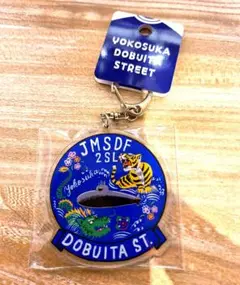 YOKOSUKA
DOBUITA
STREET
JMSDF
2SL
Yokosuka
DOBUITA ST.